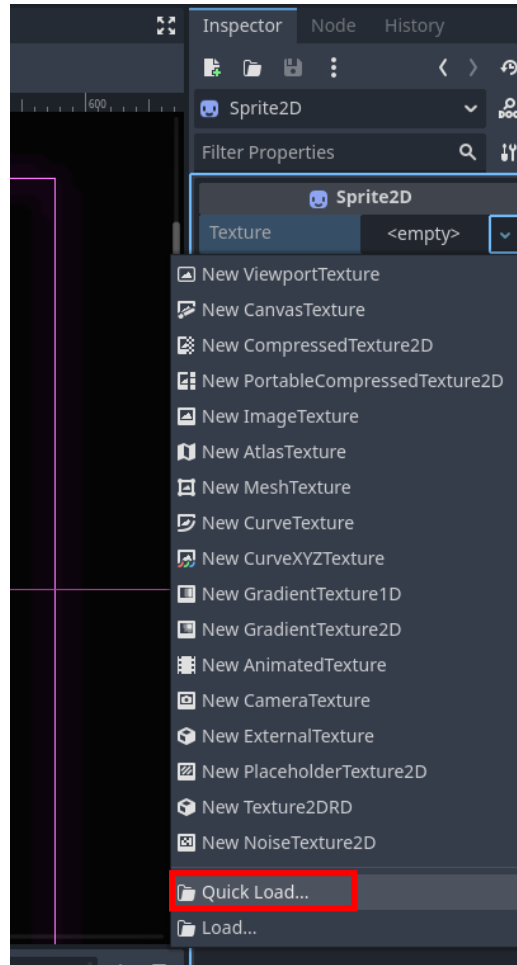 Inspector Node History
600
Sprite2D
DOC
Filter Properties
Sprite2D
Texture <empty>
New ViewportTexture
New CanvasTexture
New CompressedTexture2D
New PortableCompressedTexture2D
New ImageTexture
New AtlasTexture
New MeshTexture
New CurveTexture
New CurveXYZTexture
New GradientTexture1D
New GradientTexture2D
New AnimatedTexture
New CameraTexture
New ExternalTexture
New PlaceholderTexture2D
New Texture2DRD
New NoiseTexture2D
Quick Load...
Load...